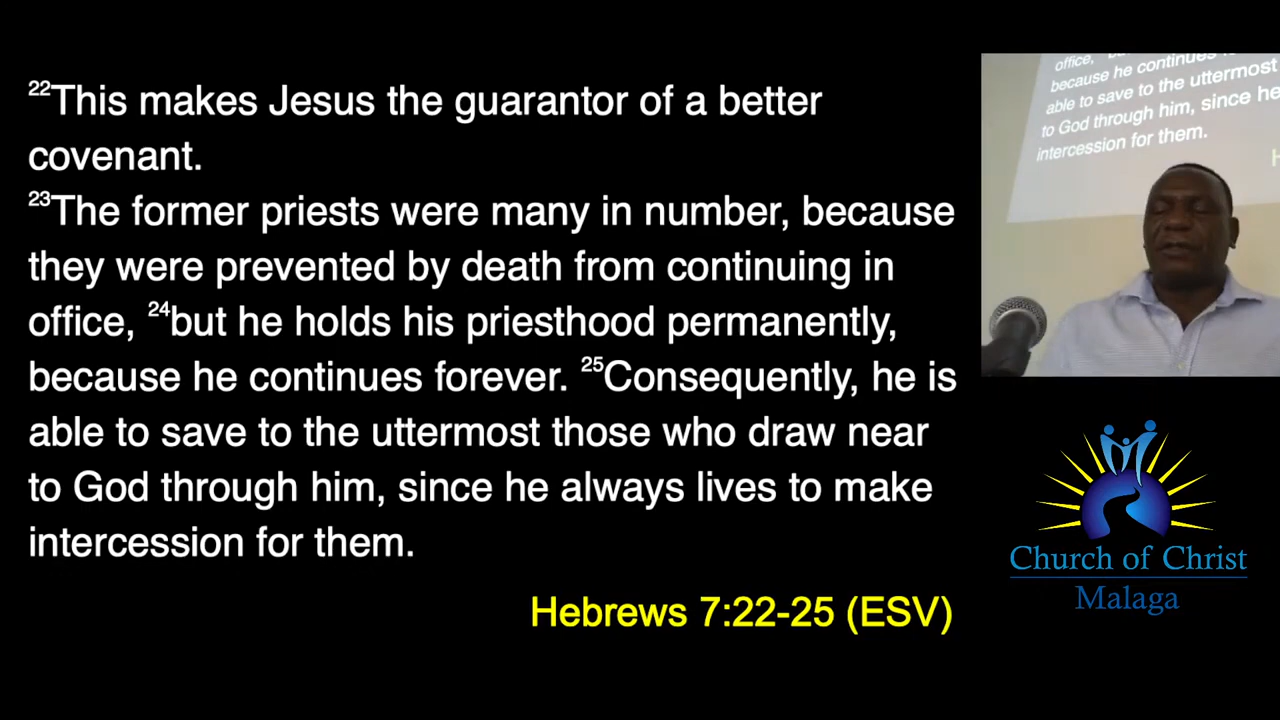 ²²This makes Jesus the guarantor of a better
covenant.
²³The former priests were many in number, because
they were prevented by death from continuing in
office, ²⁴but he holds his priesthood permanently,
because he continues forever. ²⁵Consequently, he is
able to save to the uttermost those who draw near
to God through him, since he always lives to make
intercession for them.
Hebrews 7:22-25 (ESV)
office,
because he continues
able to save to the uttermost
to God through him, since he
intercession for them.
H
Church of Christ
Malaga